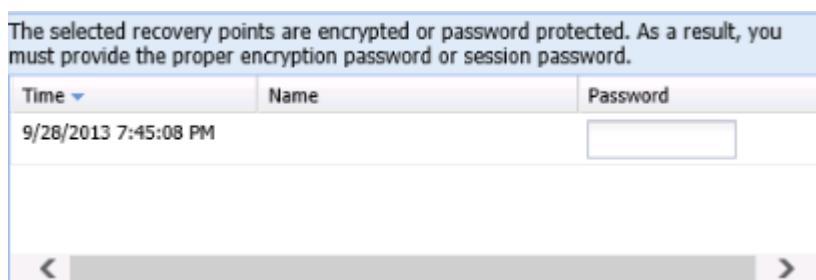 The selected recovery points are encrypted or password protected. As a result, you
must provide the proper encryption password or session password.
Time Name Password
9/28/2013 7:45:08 PM